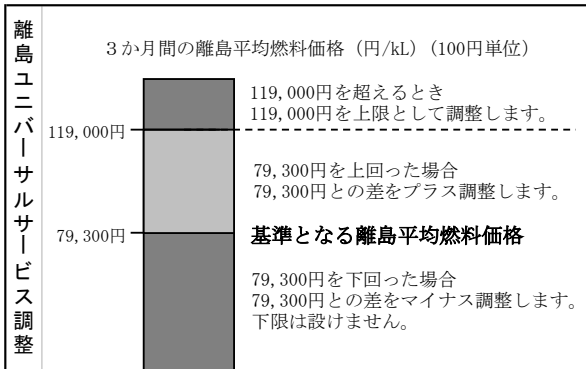 離島ユニバーサルサービス調整
３か月間の離島平均燃料価格（円/kL）（100円単位）
119,000円を超えるとき
119,000円を上限として調整します。
119,000円
79,300円を上回った場合
79,300円との差をプラス調整します。
79,300円
基準となる離島平均燃料価格
79,300円を下回った場合
79,300円との差をマイナス調整します。
下限は設けません。